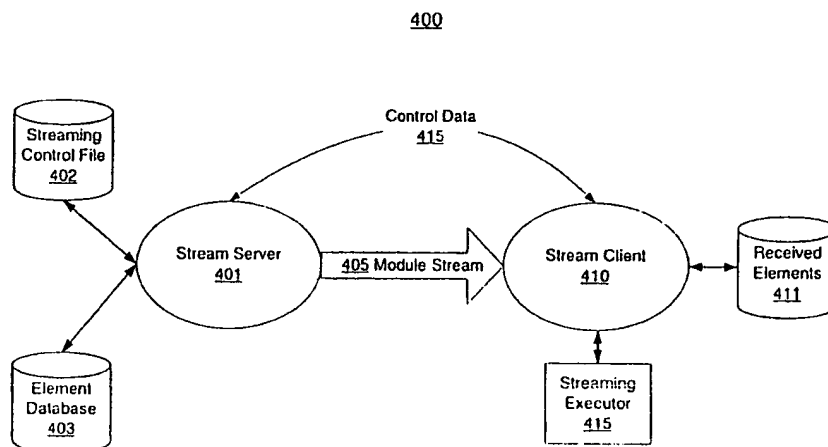 400
Streaming
Control File
402
Control Data
415
Stream Server
401
405 Module Stream
Stream Client
410
Received
Elements
411
Element
Database
403
Streaming
Executor
415